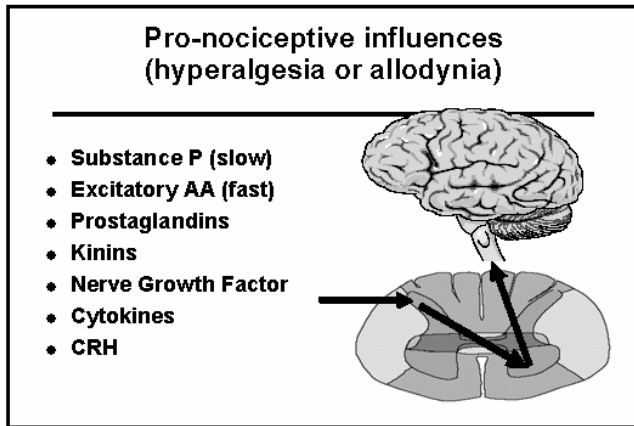 Pro-nociceptive influences
(hyperalgesia or allodynia)
Substance P (slow)
Excitatory AA (fast)
Prostaglandins
Kinins
Nerve Growth Factor
Cytokines
CRH